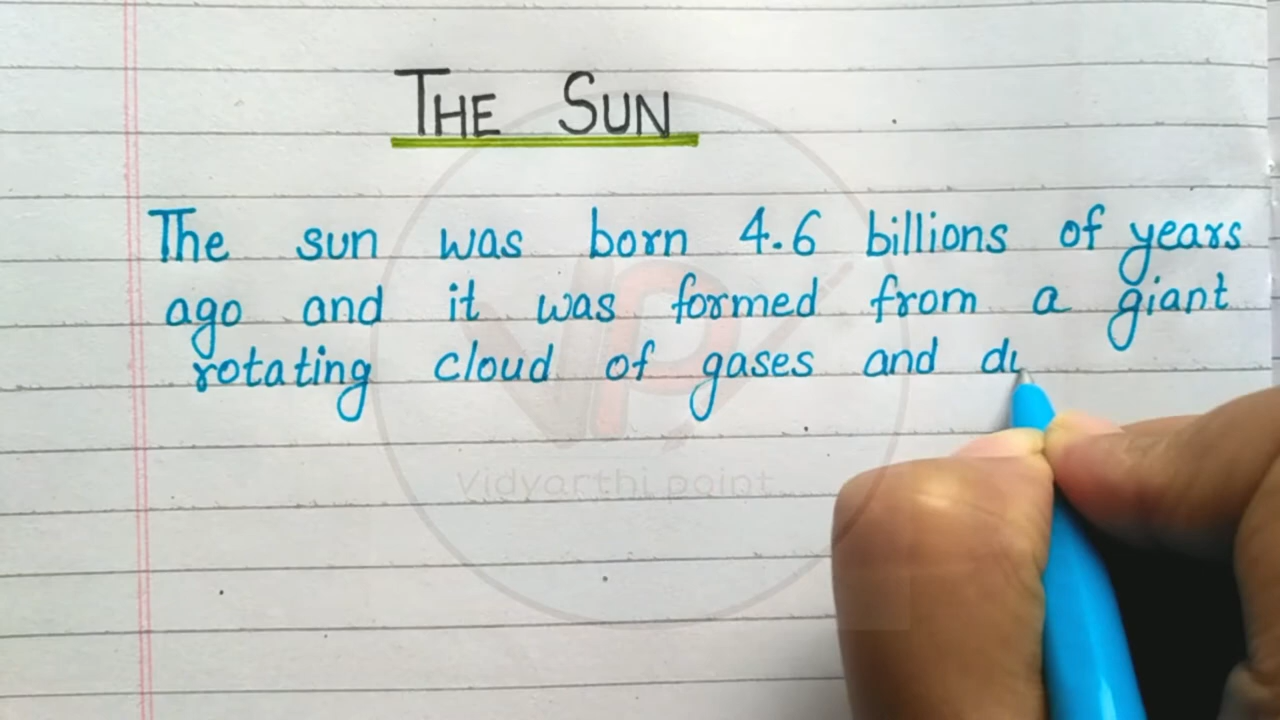 THE SUN
The sun was born 4.6 billions of years
ago and it was formed from a giant
rotating cloud of gases and du
Vidyarthi point